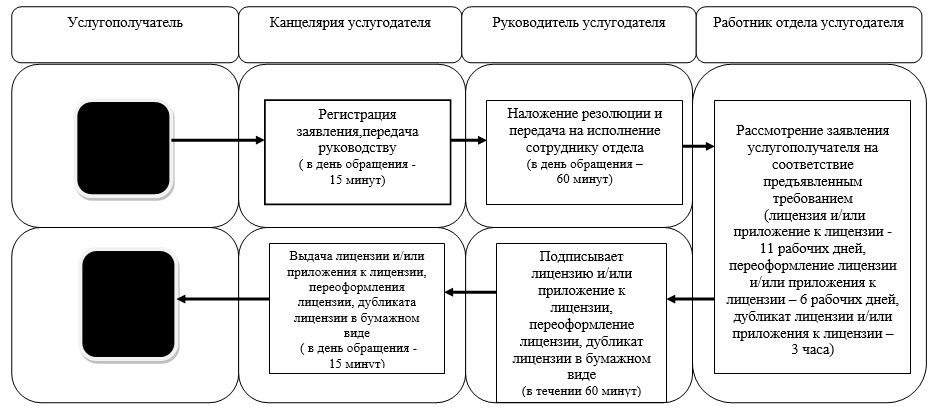 Услугополучатель
Канцелярия услугодателя
Руководитель услугодателя
Работник отдела услугодателя
Регистрация
заявления,передача
руководству
( в день обращения -
15 минут)
Наложение резолюции и
передача на исполнение
сотруднику отдела
(в день обращения –
60 минут)
Рассмотрение заявления
услугополучателя на
соответствие
предъявленным
требованием
(лицензия и/или
приложение к лицензии -
11 рабочих дней,
переоформление лицензии
и/или приложения к
лицензии – 6 рабочих дней,
дубликат лицензии и/или
приложения к лицензии –
3 часа)
Выдача лицензии и/или
приложения к лицензии,
переоформления
лицензии, дубликата
лицензии в бумажном
виде
( в день обращения -
15 минут)
Подписывает
лицензию и/или
приложение к
лицензии,
переоформление
лицензии, дубликат
лицензии в бумажном
виде
(в течении 60 минут)